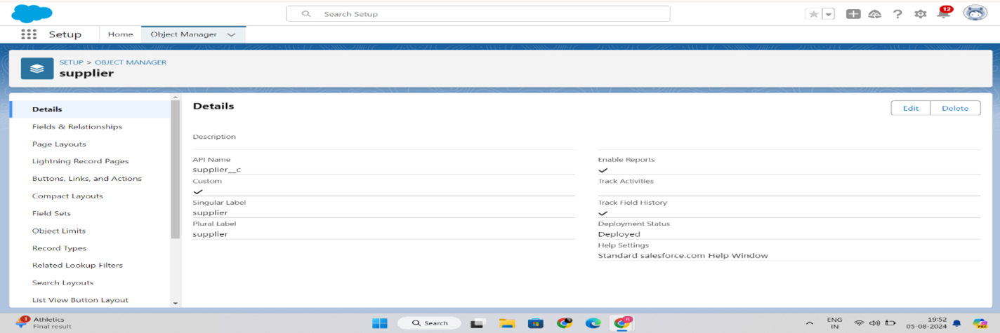 Search Setup
12
Setup
Home
Object Manager
SETUP > OBJECT MANAGER
supplier
Details
Fields & Relationships
Page Layouts
Lightning Record Pages
Buttons, Links, and Actions
Compact Layouts
Field Sets
Object Limits
Record Types
Related Lookup Filters
Search Layouts
List View Button Layout
Details
Edit
Delete
Description
API Name
supplier__c
Custom
Singular Label
supplier
Plural Label
supplier
Enable Reports
Track Activities
Track Field History
Deployment Status
Deployed
Help Settings
Standard salesforce.com Help Window
1
Athletics
Final result
Search
R
ENG
IN
19:52
05-08-2024
PRE